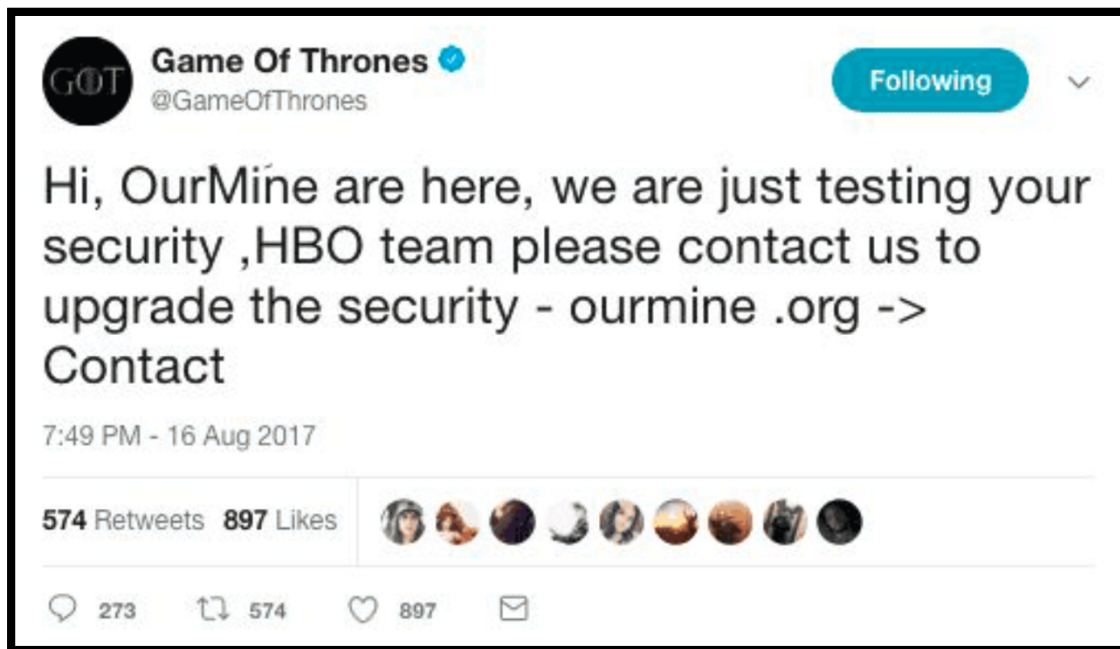 GOT
Game Of Thrones
@GameOfThrones
Following
Hi, OurMine are here, we are just testing your
security ,HBO team please contact us to
upgrade the security - ourmine .org ->
Contact
7:49 PM - 16 Aug 2017
574 Retweets 897 Likes
273 574 897